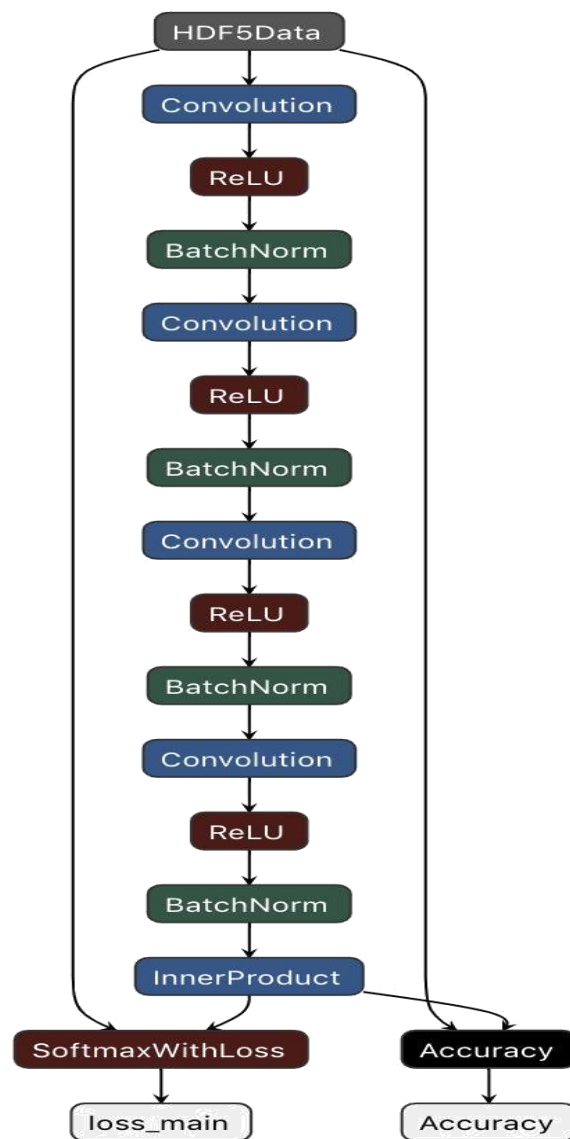 HDF5Data
Convolution
ReLU
BatchNorm
Convolution
ReLU
BatchNorm
Convolution
ReLU
BatchNorm
Convolution
ReLU
BatchNorm
InnerProduct
SoftmaxWithLoss
Accuracy
loss_main
Accuracy